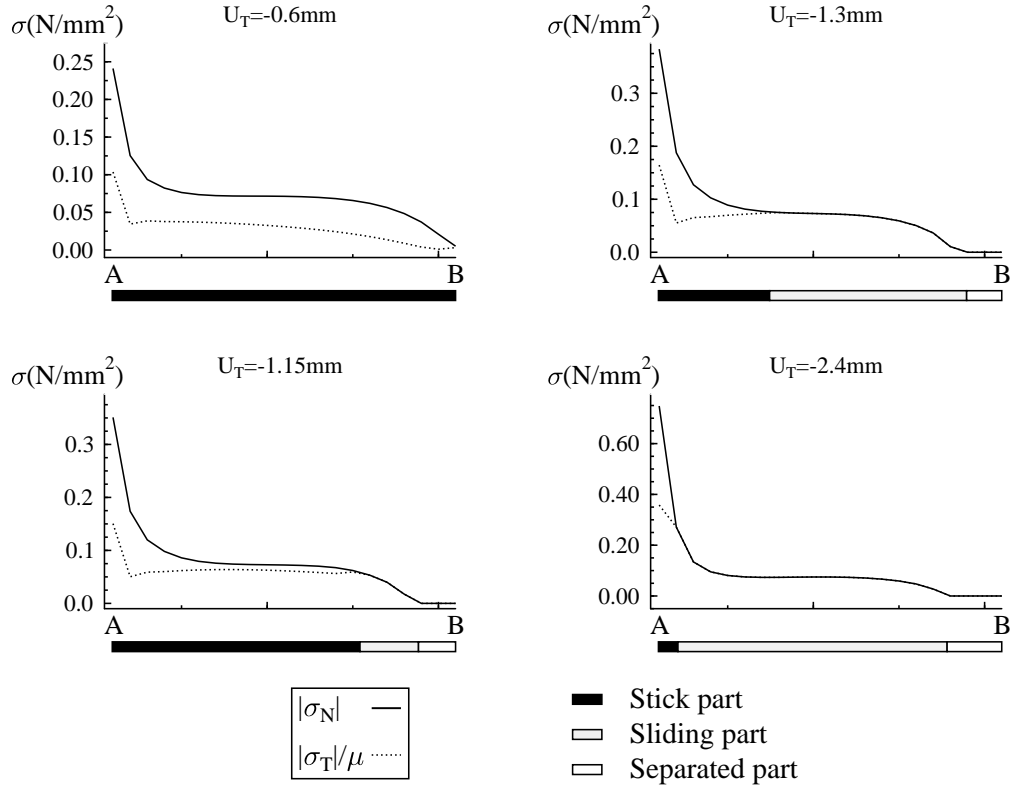 σ(N/mm²)
U_T=-0.6mm
0.25
0.20
0.15
0.10
0.05
0.00
A
B
σ(N/mm²)
U_T=-1.3mm
0.3
0.2
0.1
0.0
A
B
σ(N/mm²)
U_T=-1.15mm
0.3
0.2
0.1
0.0
A
B
σ(N/mm²)
U_T=-2.4mm
0.60
0.40
0.20
0.00
A
B
|σ_N|
|σ_T|/μ
Stick part
Sliding part
Separated part